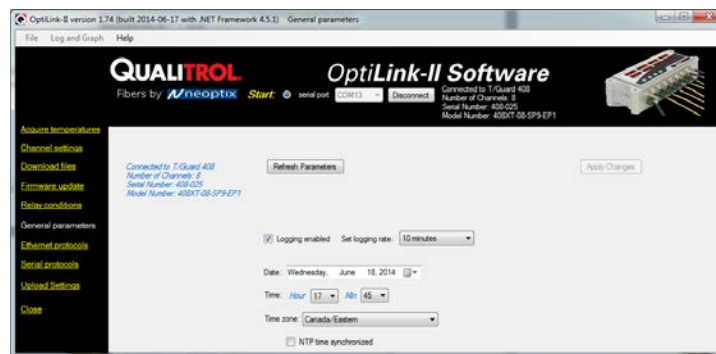 OptiLink-II version 1.74 (built 2014-06-17 with .NET Framework 4.5.1) General parameters
File Log and Graph Help
QUALITROL
Fibers by neoptix
OptiLink-II Software
Start: serial port COM13 Disconnect
Connected to T/Guard 408
Number of Channels: 8
Serial Number: 408-025
Model Number: 408XT-08-SP9-EP1
Acquire temperatures
Channel settings
Download files
Firmware update
Relay conditions
General parameters
Ethernet protocols
Serial protocols
Upload Settings
Close
Connected to T/Guard 408
Number of Channels: 8
Serial Number: 408-025
Model Number: 408XT-08-SP9-EP1
Refresh Parameters
Apply Changes
Logging enabled Set logging rate: 10 minutes
Date: Wednesday, June 18, 2014
Time: Hour 17 Min 45
Time zone: Canada/Eastern
NTP time synchronized